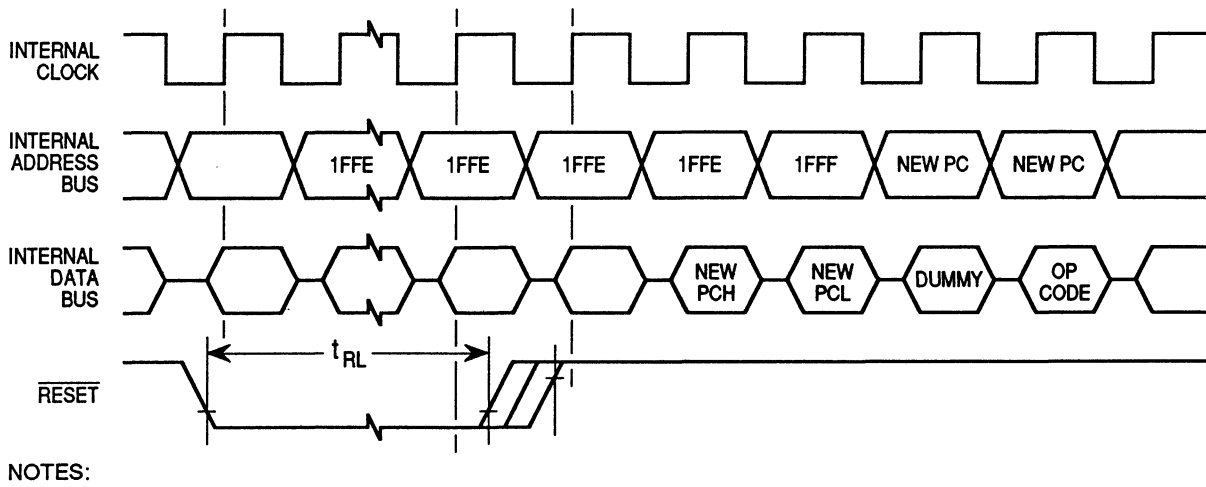 INTERNAL
CLOCK
INTERNAL
ADDRESS
BUS
1FFE
1FFE
1FFE
1FFE
1FFF
NEW PC
NEW PC
INTERNAL
DATA
BUS
NEW
PCH
NEW
PCL
DUMMY
OP
CODE
tRL
RESET
NOTES: